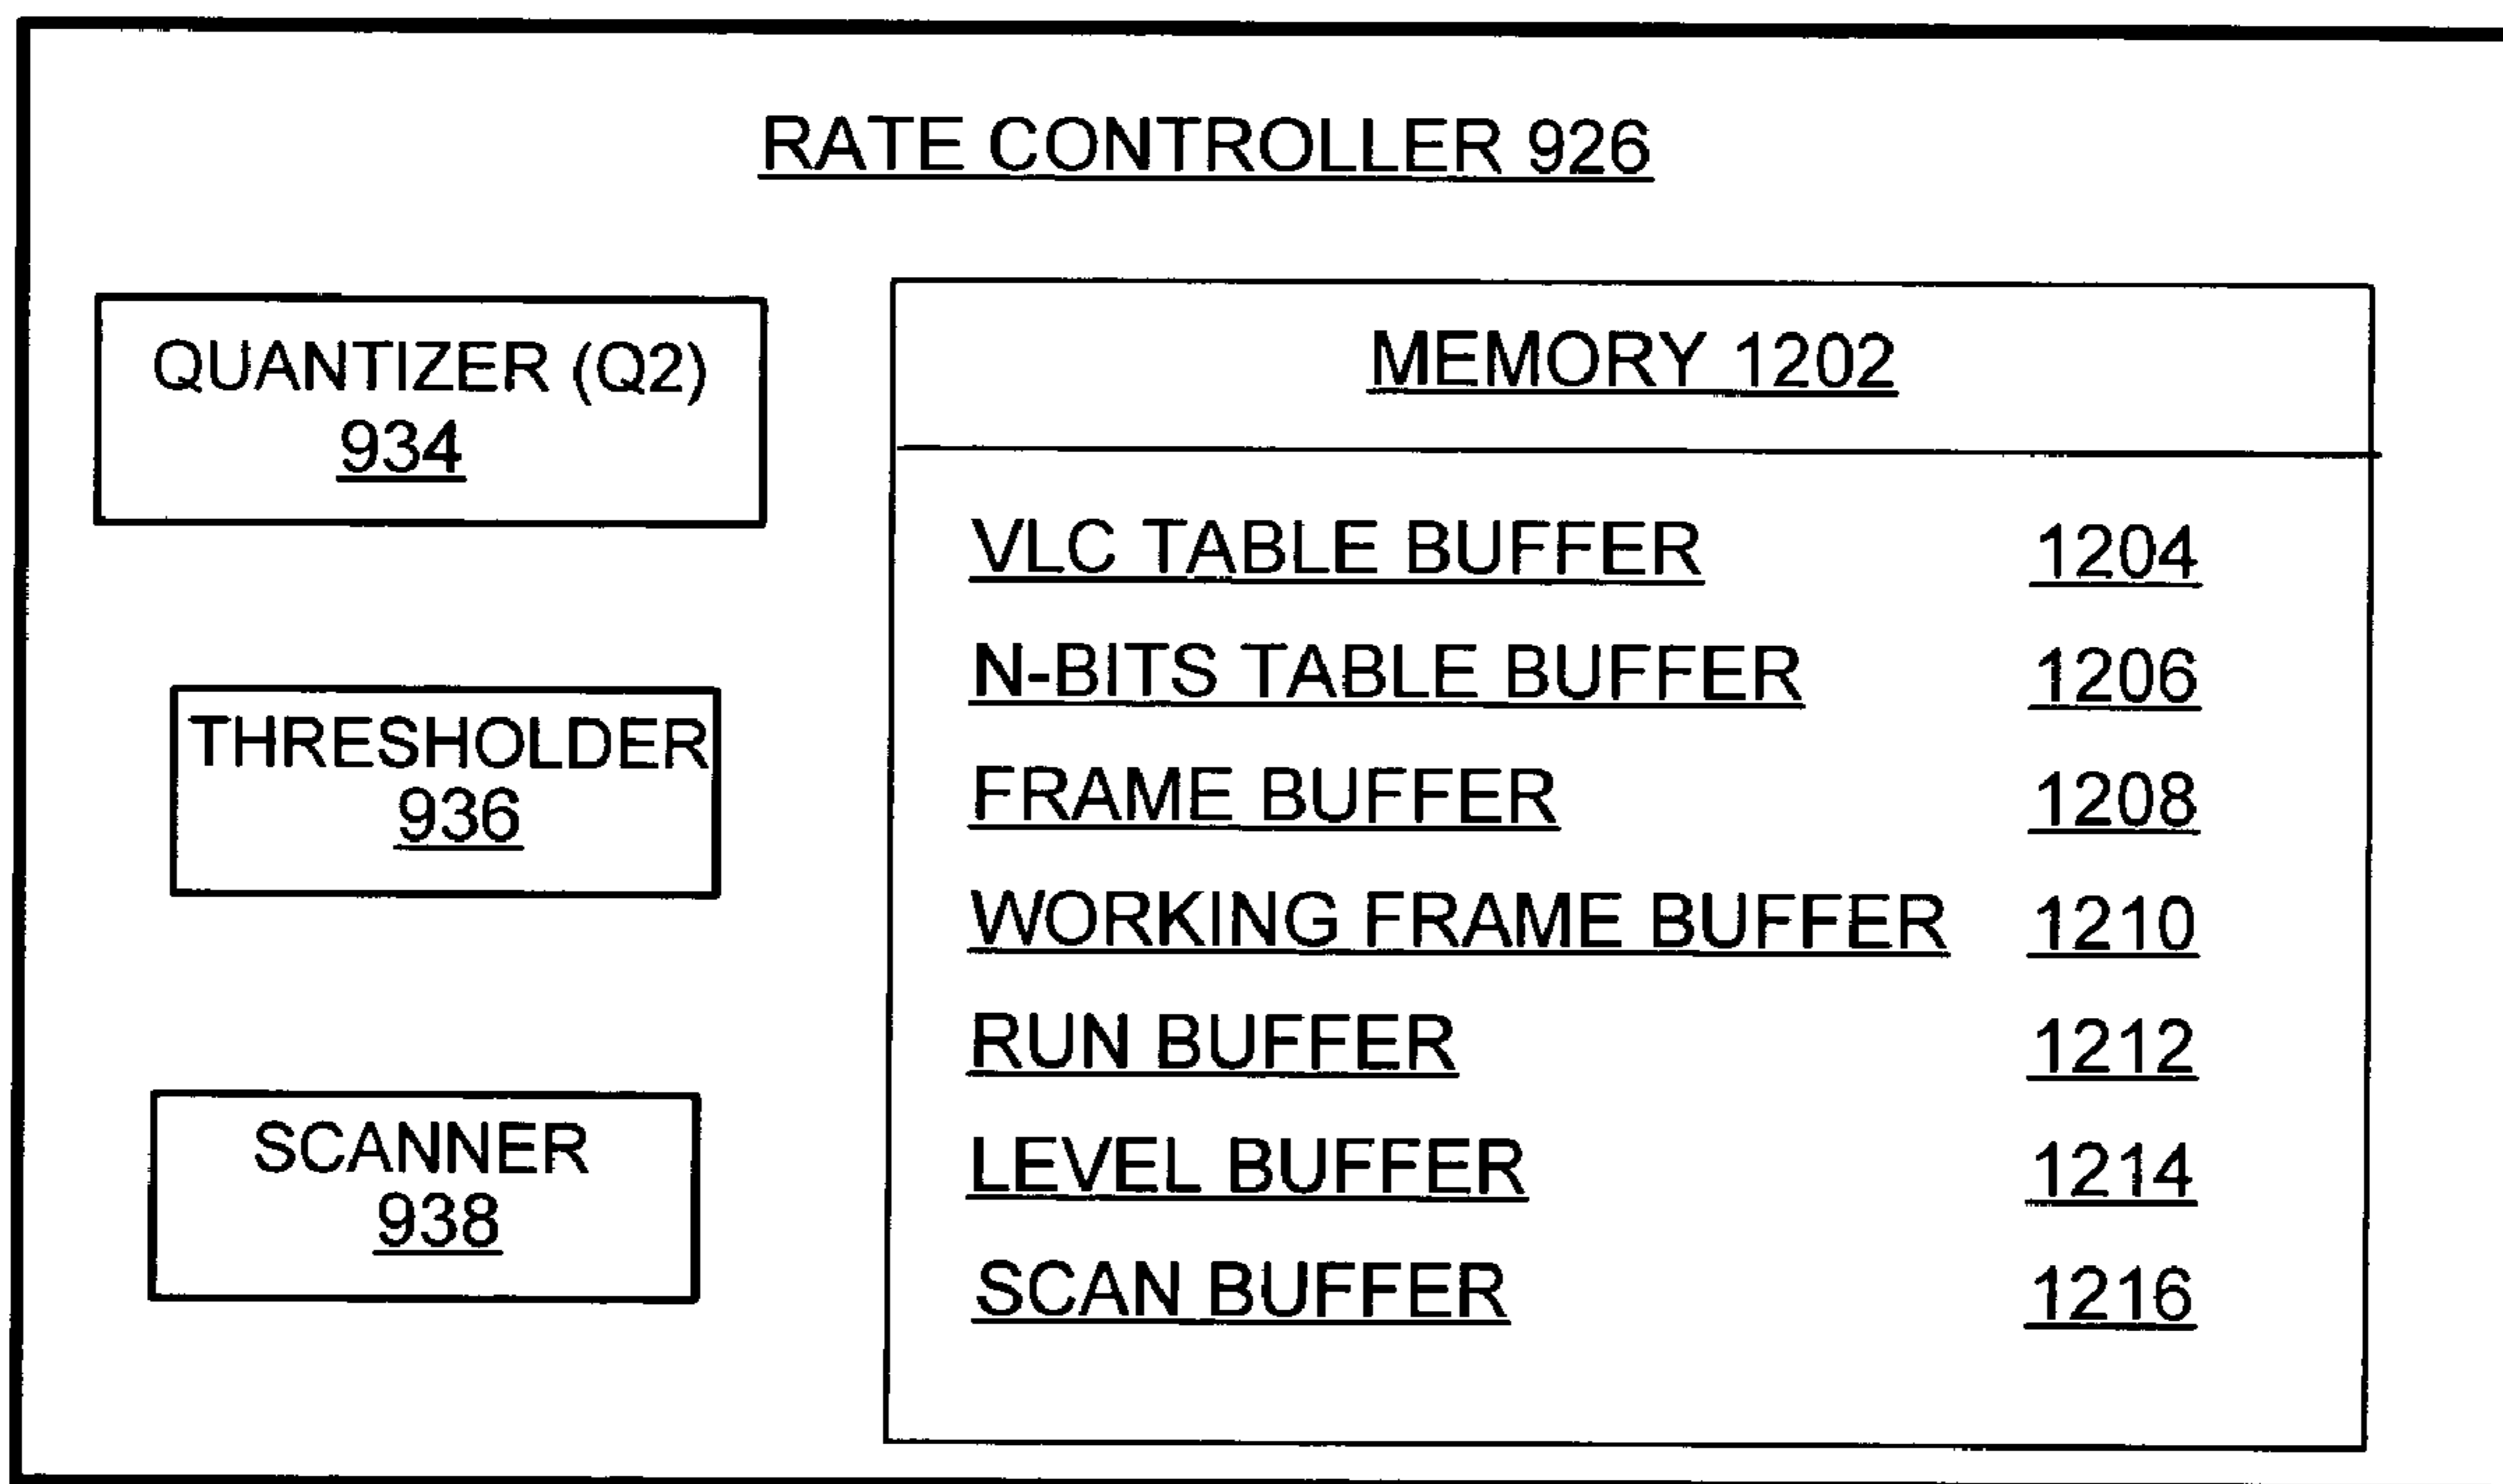 RATE CONTROLLER 926
QUANTIZER (Q2)
934
THRESHOLDER
936
SCANNER
938
MEMORY 1202
VLC TABLE BUFFER 1204
N-BITS TABLE BUFFER 1206
FRAME BUFFER 1208
WORKING FRAME BUFFER 1210
RUN BUFFER 1212
LEVEL BUFFER 1214
SCAN BUFFER 1216